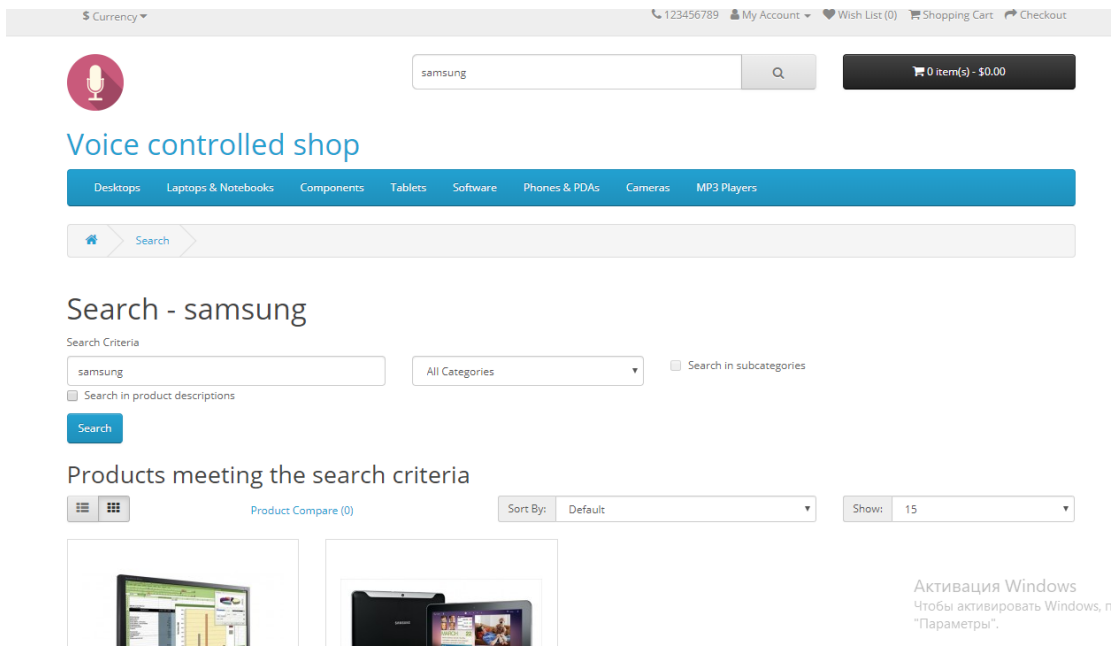 $ Currency
123456789 My Account Wish List (0) Shopping Cart Checkout
samsung
0 item(s) - $0.00
Voice controlled shop
Desktops Laptops & Notebooks Components Tablets Software Phones & PDAs Cameras MP3 Players
Search
Search - samsung
Search Criteria
samsung
All Categories
Search in subcategories
Search in product descriptions
Search
Products meeting the search criteria
Product Compare (0)
Sort By: Default
Show: 15
SAMSUNG
MARCH
Активация Windows
Чтобы активировать Windows, п
"Параметры".